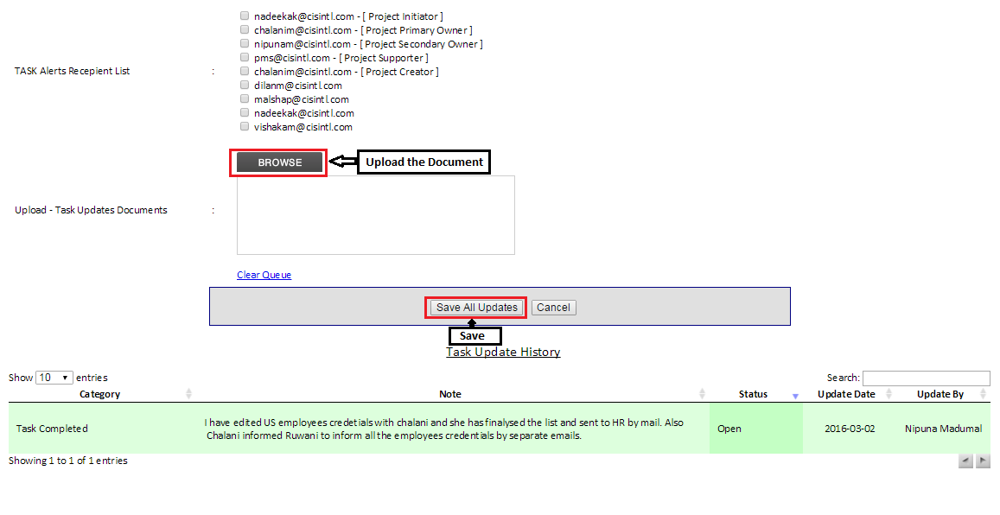 nadeekak@cisintl.com - [ Project Initiator ]
chalanim@cisintl.com - [ Project Primary Owner ]
nipunam@cisintl.com - [ Project Secondary Owner ]
pms@cisintl.com - [ Project Supporter ]
TASK Alerts Recepient List : chalanim@cisintl.com - [ Project Creator ]
dilanm@cisintl.com
malshap@cisintl.com
nadeekak@cisintl.com
vishakam@cisintl.com
BROWSE Upload the Document
Upload - Task Updates Documents :
Clear Queue
Save All Updates Cancel
Save
Task Update History
Show 10 entries Search:
Category Note Status Update Date Update By
Task Completed I have edited US employees credetials with chalani and she has finalysed the list and sent to HR by mail. Also Open 2016-03-02 Nipuna Madumal
Chalani informed Ruwani to inform all the employees credentials by separate emails.
Showing 1 to 1 of 1 entries